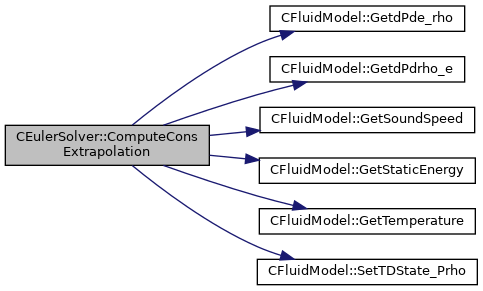 CFluidModel::GetdPde_rho
CFluidModel::GetdPdrho_e
CEulerSolver::ComputeCons
Extrapolation
CFluidModel::GetSoundSpeed
CFluidModel::GetStaticEnergy
CFluidModel::GetTemperature
CFluidModel::SetTDState_Prho